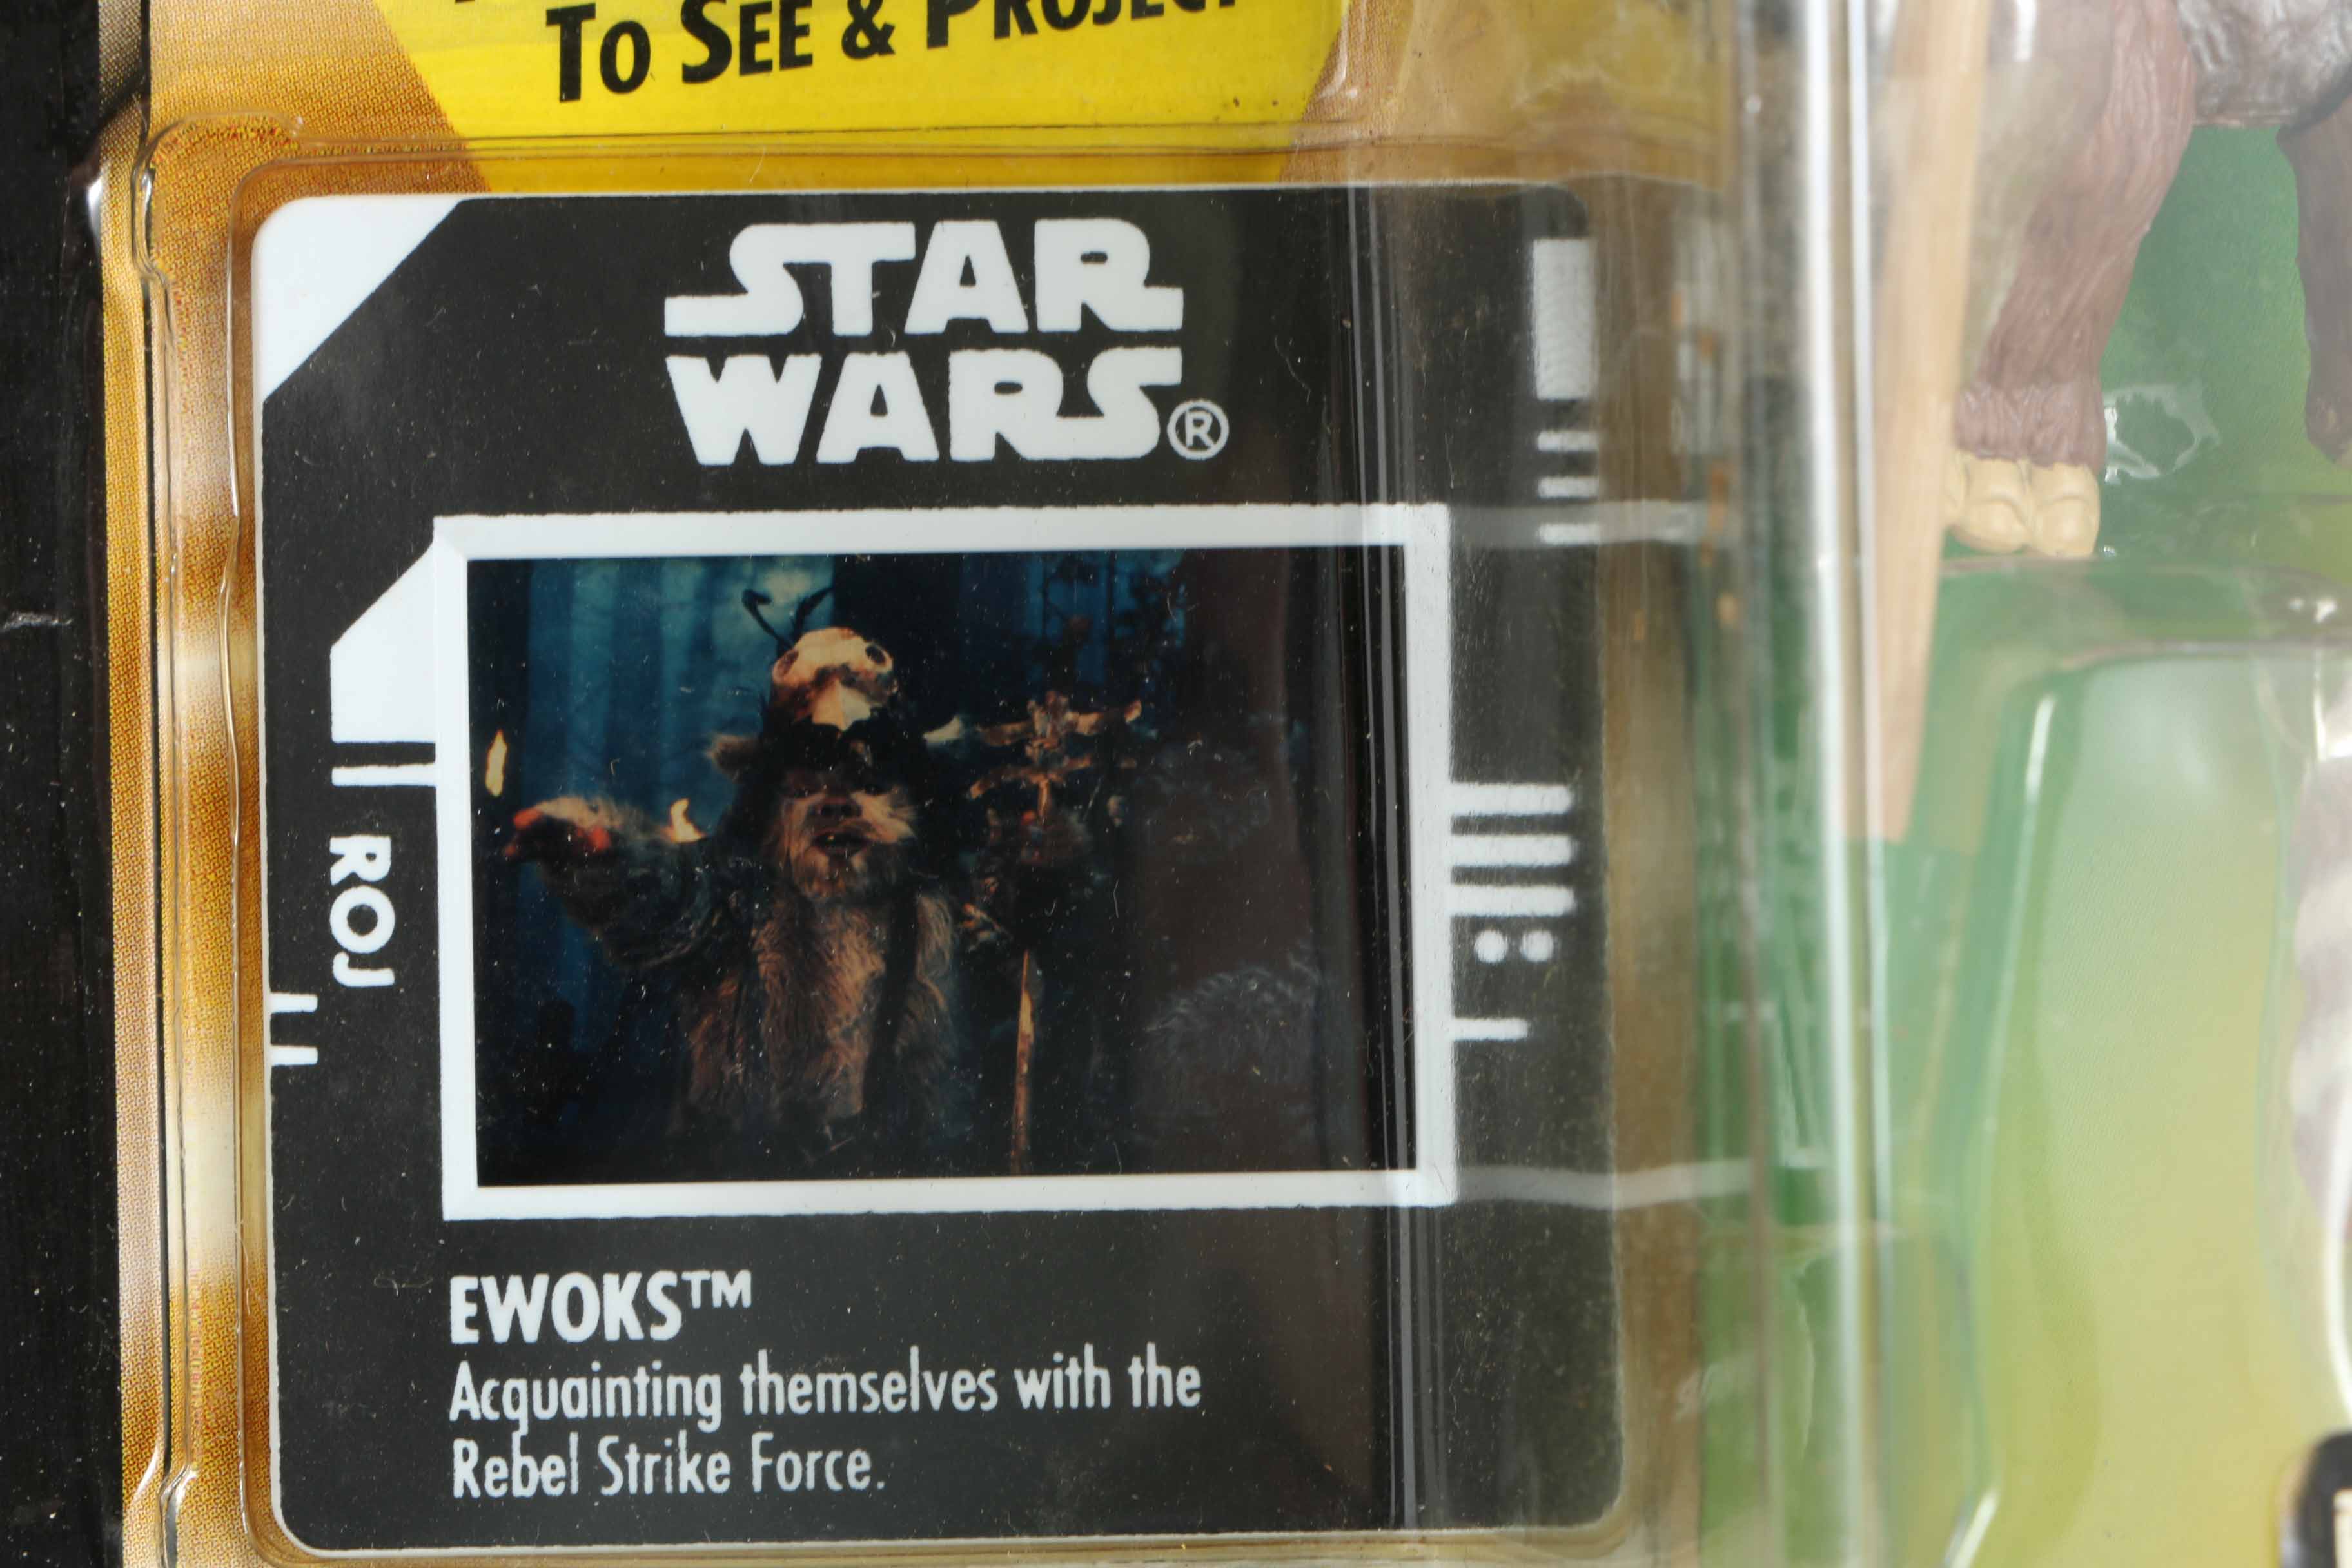 TO SEE & PROJECT
STAR
WARS®
ROJ
EWOKS™
Acquainting themselves with the
Rebel Strike Force.